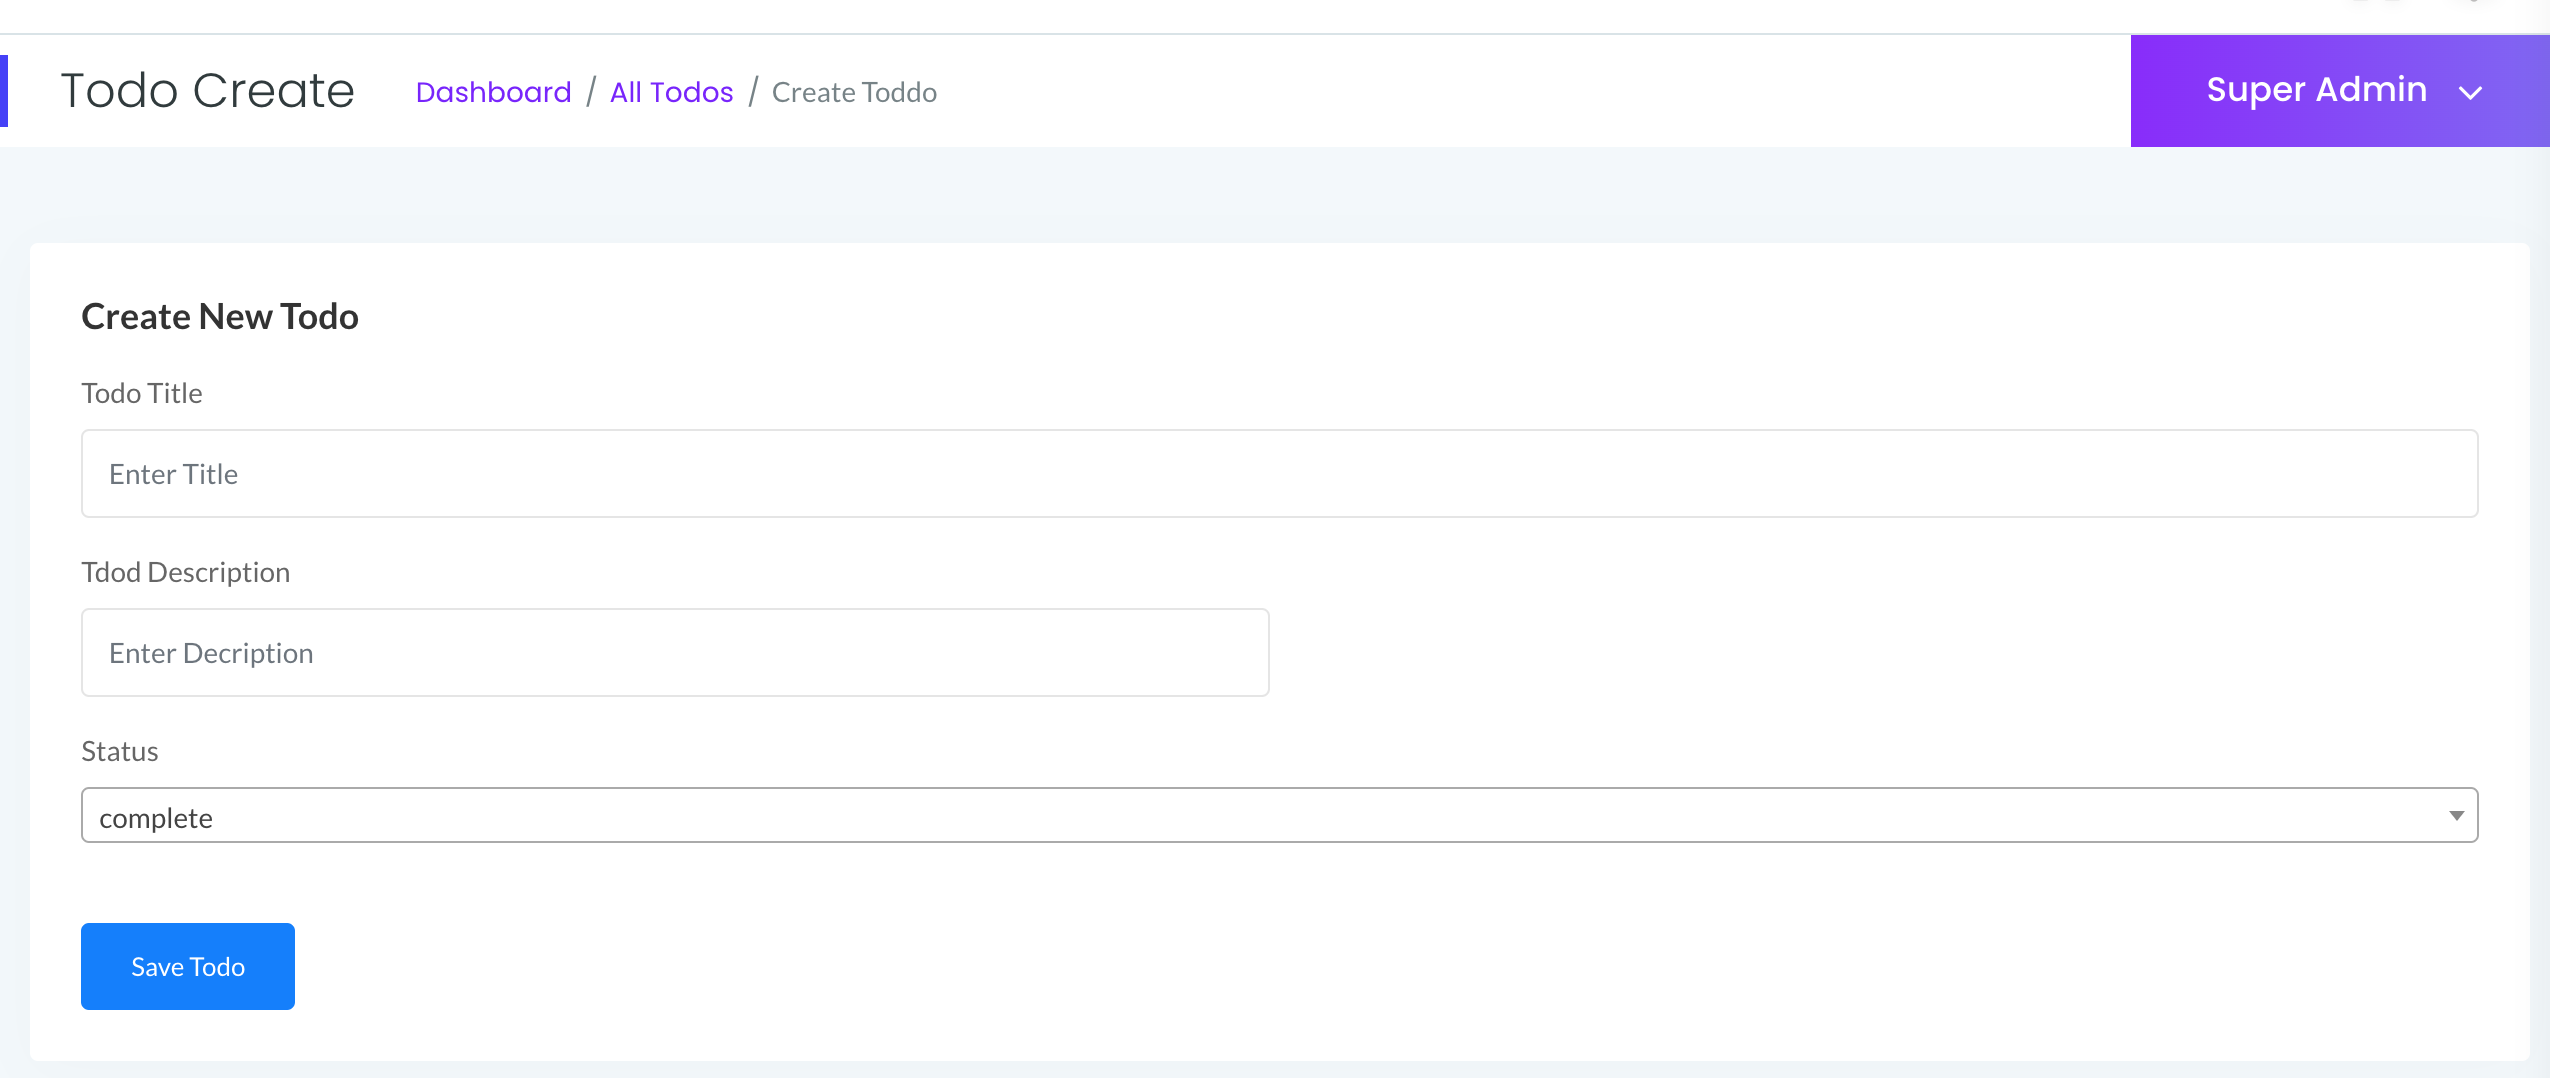 Todo Create Dashboard / All Todos / Create Toddo Super Admin
Create New Todo
Todo Title
Enter Title
Tdod Description
Enter Decription
Status
complete
Save Todo